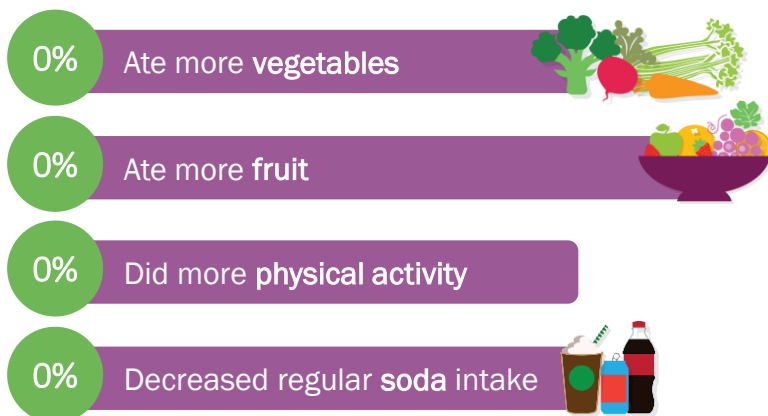 0% Ate more vegetables
0% Ate more fruit
0% Did more physical activity
0% Decreased regular soda intake